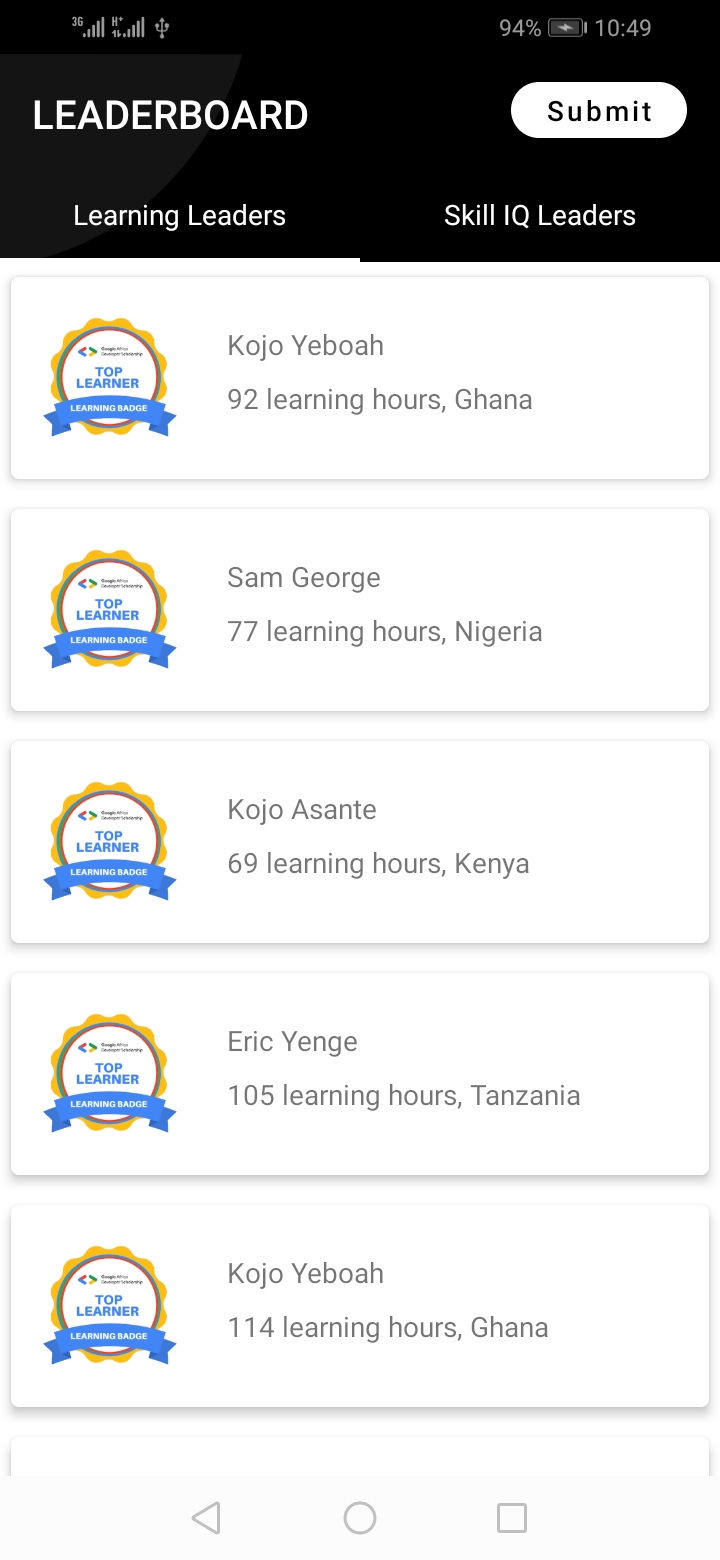 3G H+ 94% 10:49
LEADERBOARD Submit
Learning Leaders Skill IQ Leaders
Google Africa
Developer Scholarship
TOP
LEARNER
LEARNING BADGE
Kojo Yeboah
92 learning hours, Ghana
Google Africa
Developer Scholarship
TOP
LEARNER
LEARNING BADGE
Sam George
77 learning hours, Nigeria
Google Africa
Developer Scholarship
TOP
LEARNER
LEARNING BADGE
Kojo Asante
69 learning hours, Kenya
Google Africa
Developer Scholarship
TOP
LEARNER
LEARNING BADGE
Eric Yenge
105 learning hours, Tanzania
Google Africa
Developer Scholarship
TOP
LEARNER
LEARNING BADGE
Kojo Yeboah
114 learning hours, Ghana